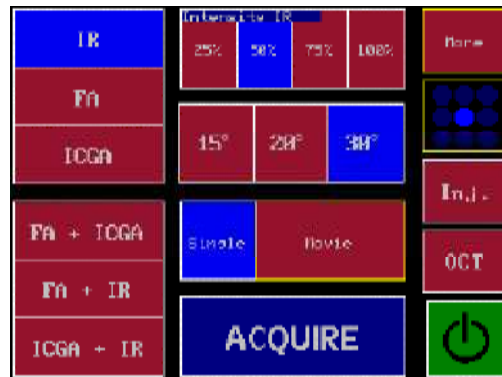 IR
FA
ICGA
FA + ICGA
FA + IR
ICGA + IR
Intensity IR
25% 50% 75% 100%
15° 20° 30°
Single Movie
ACQUIRE
More
Inj.
OCT